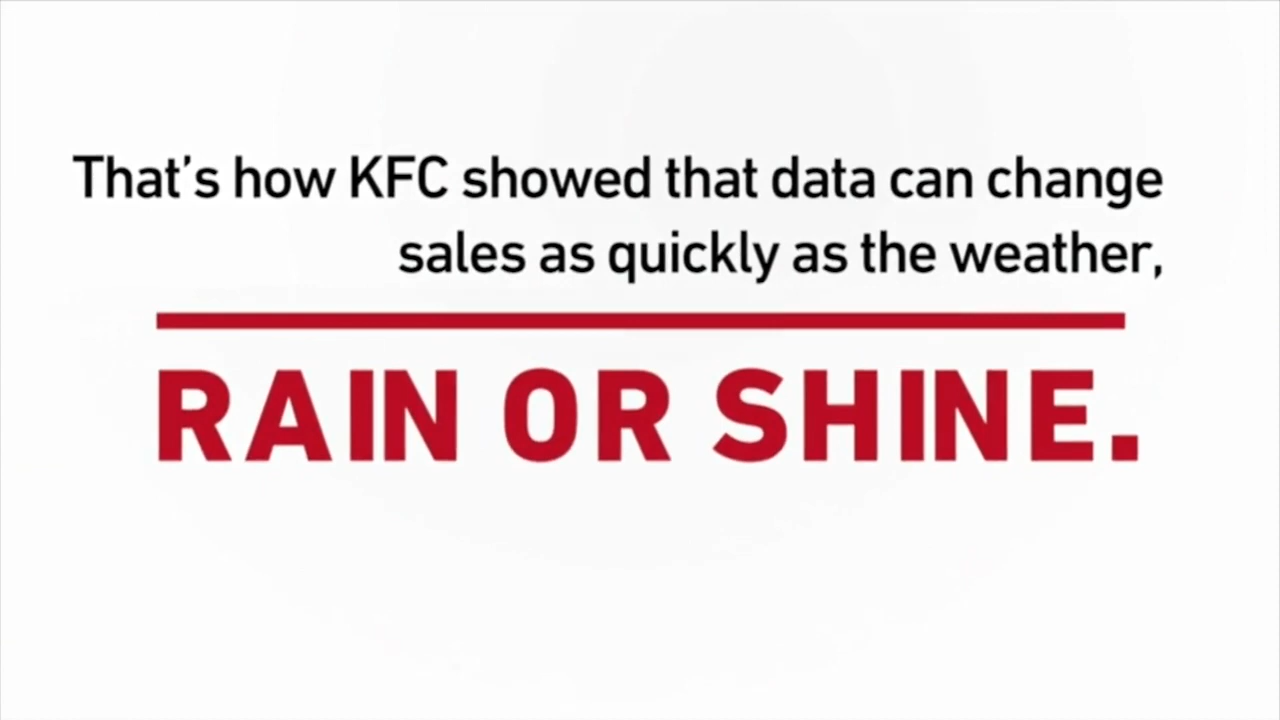 That’s how KFC showed that data can change
sales as quickly as the weather,
RAIN OR SHINE.